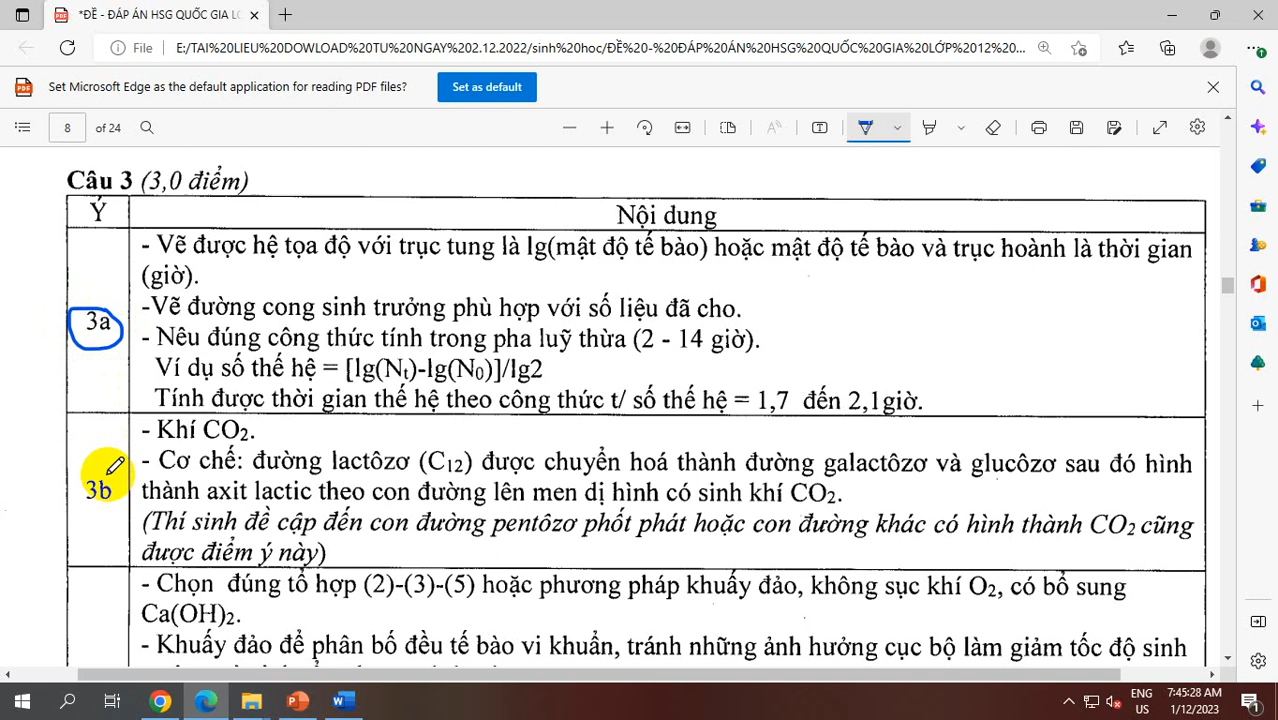 *ĐỀ - ĐÁP ÁN HSG QUỐC GIA LỚ
File
E:/TAI%20LIEU%20DOWLOAD%20TU%20NGAY%202.12.2022/sinh%20hoc/ĐỀ%20-%20ĐÁP%20ÁN%20HSG%20QUỐC%20GIA%20LỚP%2012%20...
Set Microsoft Edge as the default application for reading PDF files?
Set as default
8 of 24
Câu 3 (3,0 điểm)
Ý
Nội dung
- Vẽ được hệ tọa độ với trục tung là lg(mật độ tế bào) hoặc mật độ tế bào và trục hoành là thời gian
(giờ).
-Vẽ đường cong sinh trưởng phù hợp với số liệu đã cho.
3a
- Nêu đúng công thức tính trong pha luỹ thừa (2 - 14 giờ).
Ví dụ số thế hệ = [lg(Nt)-lg(N0)]/lg2
Tính được thời gian thế hệ theo công thức t/ số thế hệ = 1,7 đến 2,1giờ.
- Khí CO2.
- Cơ chế: đường lactôzơ (C12) được chuyển hoá thành đường galactôzơ và glucôzơ sau đó hình
3b
thành axit lactic theo con đường lên men dị hình có sinh khí CO2.
(Thí sinh đề cập đến con đường pentôzơ phốt phát hoặc con đường khác có hình thành CO2 cũng
được điểm ý này)
- Chọn đúng tổ hợp (2)-(3)-(5) hoặc phương pháp khuấy đảo, không sục khí O2, có bổ sung
Ca(OH)2.
- Khuấy đảo để phân bố đều tế bào vi khuẩn, tránh những ảnh hưởng cục bộ làm giảm tốc độ sinh
ENG
US
7:45:28 AM
1/12/2023